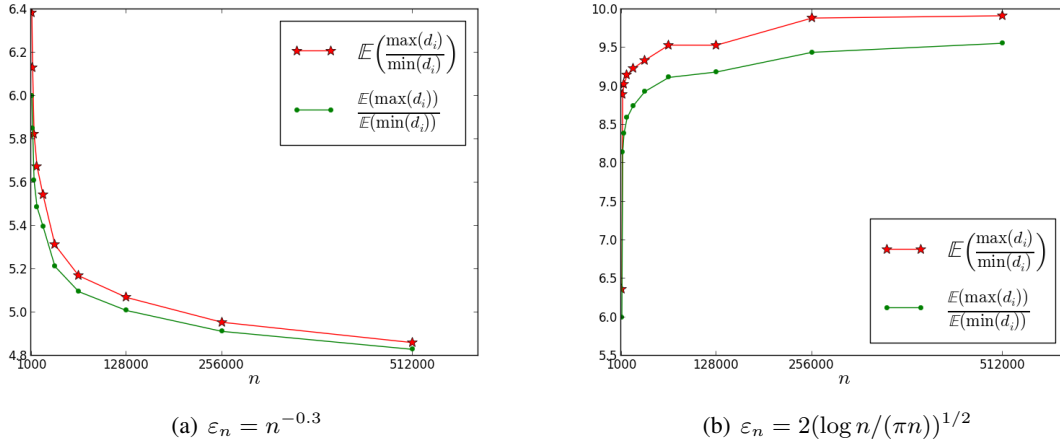 6.4
6.2
6.0
5.8
5.6
5.4
5.2
5.0
4.8
1000 128000 256000 512000
n
𝔼(max(d_i)/min(d_i))
𝔼(max(d_i))/𝔼(min(d_i))
(a) ε_n = n^{-0.3}
10.0
9.5
9.0
8.5
8.0
7.5
7.0
6.5
6.0
5.5
1000 128000 256000 512000
n
𝔼(max(d_i)/min(d_i))
𝔼(max(d_i))/𝔼(min(d_i))
(b) ε_n = 2(log n/(πn))^{1/2}